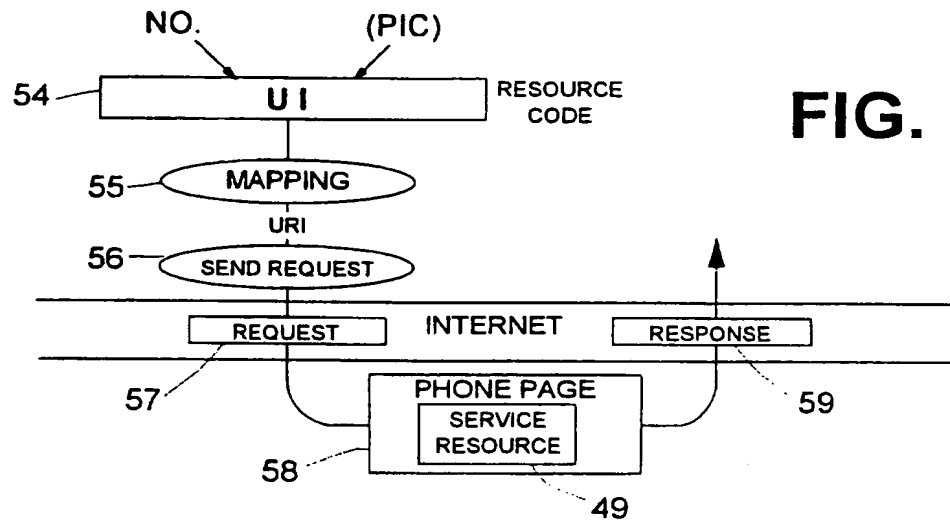 NO.
(PIC)
54
U I
RESOURCE
CODE
FIG.
55
MAPPING
URI
56
SEND REQUEST
REQUEST
INTERNET
RESPONSE
57
PHONE PAGE
59
SERVICE
RESOURCE
58
49